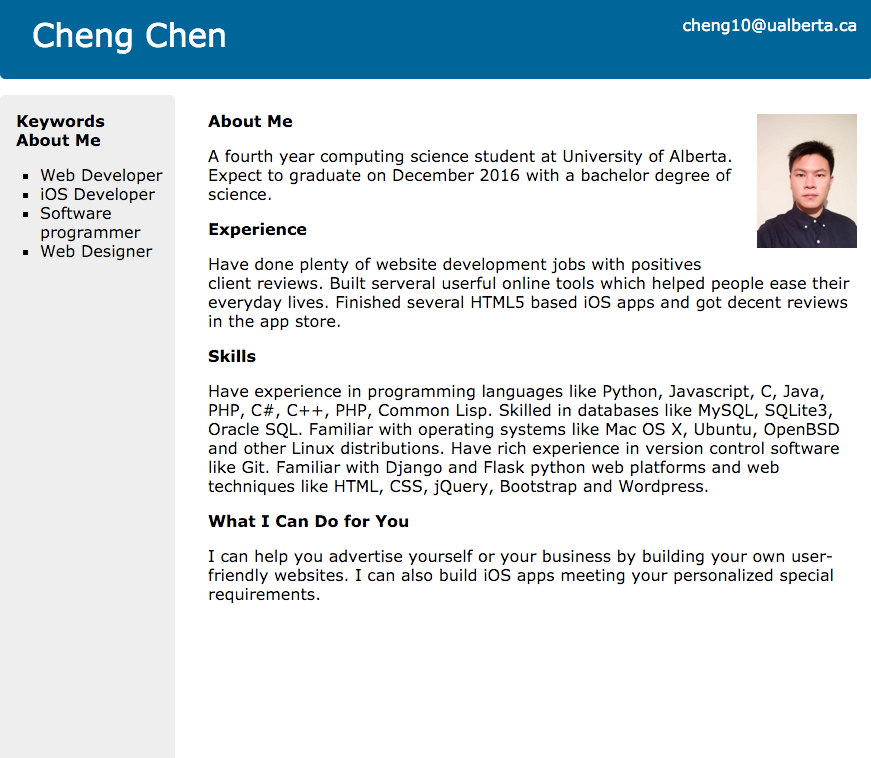 Cheng Chen
cheng10@ualberta.ca
Keywords
About Me
Web Developer
iOS Developer
Software
programmer
Web Designer
About Me
A fourth year computing science student at University of Alberta.
Expect to graduate on December 2016 with a bachelor degree of
science.
Experience
Have done plenty of website development jobs with positives
client reviews. Built serveral userful online tools which helped people ease their
everyday lives. Finished several HTML5 based iOS apps and got decent reviews
in the app store.
Skills
Have experience in programming languages like Python, Javascript, C, Java,
PHP, C#, C++, PHP, Common Lisp. Skilled in databases like MySQL, SQLite3,
Oracle SQL. Familiar with operating systems like Mac OS X, Ubuntu, OpenBSD
and other Linux distributions. Have rich experience in version control software
like Git. Familiar with Django and Flask python web platforms and web
techniques like HTML, CSS, jQuery, Bootstrap and Wordpress.
What I Can Do for You
I can help you advertise yourself or your business by building your own user-
friendly websites. I can also build iOS apps meeting your personalized special
requirements.